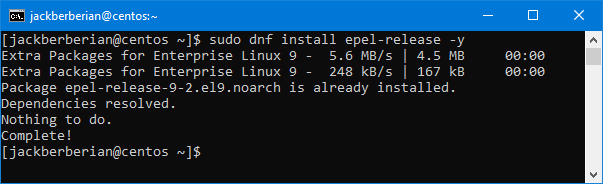 jackberberian@centos:~
[jackberberian@centos ~]$ sudo dnf install epel-release -y
Extra Packages for Enterprise Linux 9 -  5.6 MB/s | 4.5 MB     00:00
Extra Packages for Enterprise Linux 9 -  248 kB/s | 167 kB     00:00
Package epel-release-9-2.el9.noarch is already installed.
Dependencies resolved.
Nothing to do.
Complete!
[jackberberian@centos ~]$